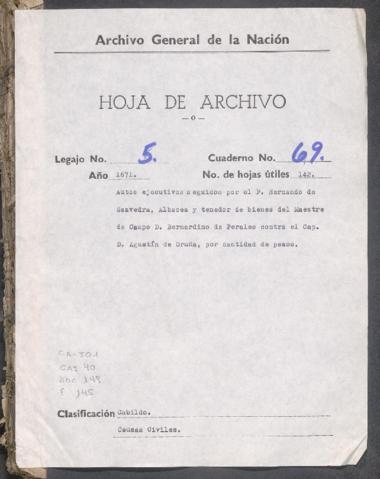 Archivo General de la Nación
HOJA DE ARCHIVO
—o—
Legajo No. 5. Cuaderno No. 69.
Año 1671. No. de hojas útiles 142.
Autos ejecutivos seguidos por el P. Hernando de
Saavedra, Albacea y tenedor de bienes del Maestre
de Campo D. Bernardino de Perales contra el Cap.
D. Agustín de Oruña, por cantidad de pesos.
CA-JO1
CAJ 40
DOC 149
f 145
Clasificación Cabildo.
Causas Civiles.